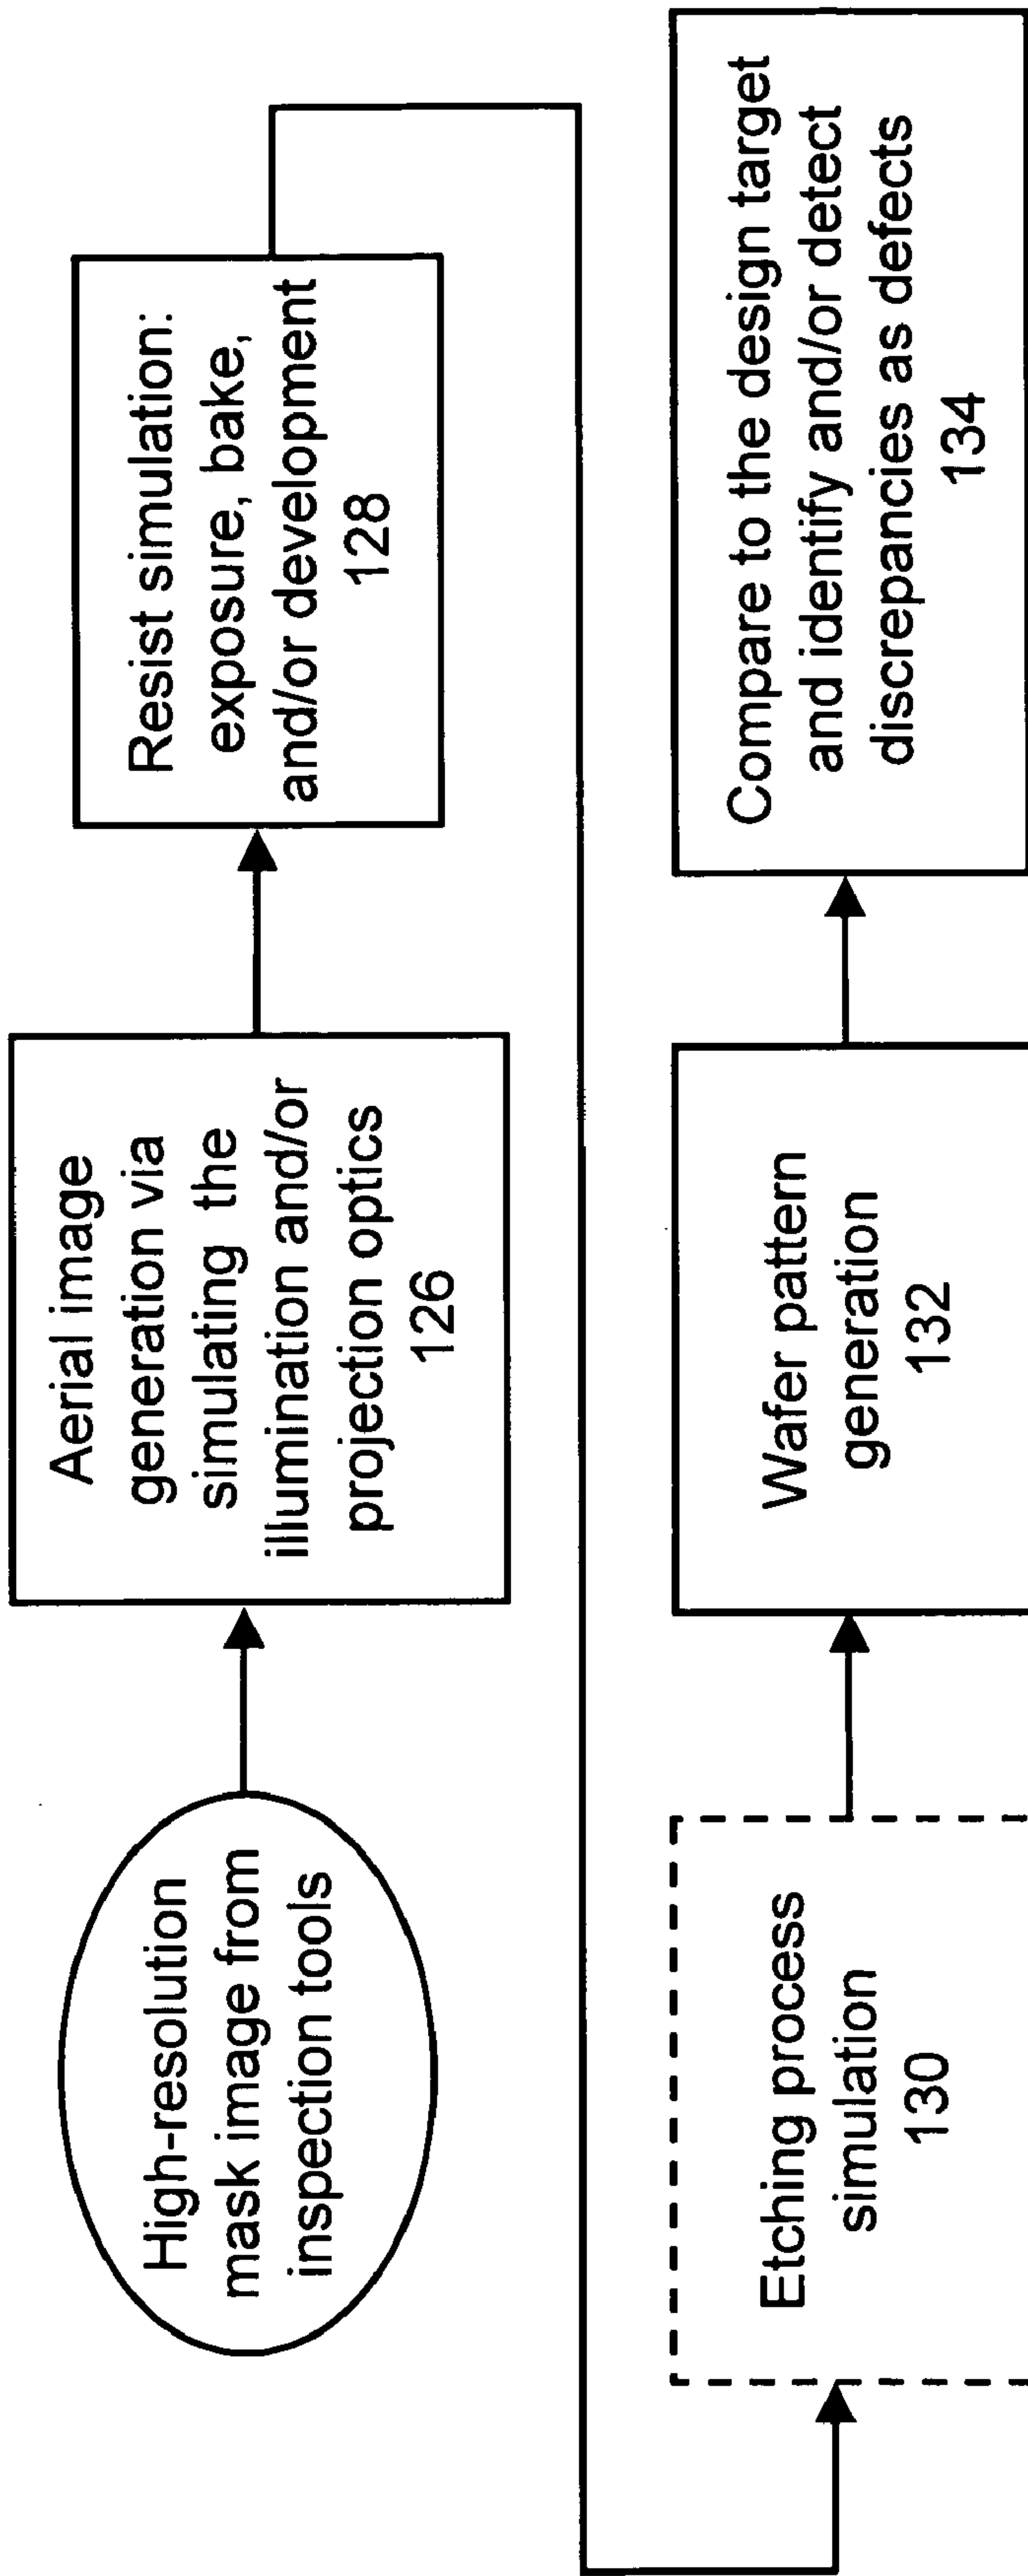 High-resolution
mask image from
inspection tools
Aerial image
generation via
simulating the
illumination and/or
projection optics
126
Resist simulation:
exposure, bake,
and/or development
128
Etching process
simulation
130
Wafer pattern
generation
132
Compare to the design target
and identify and/or detect
discrepancies as defects
134